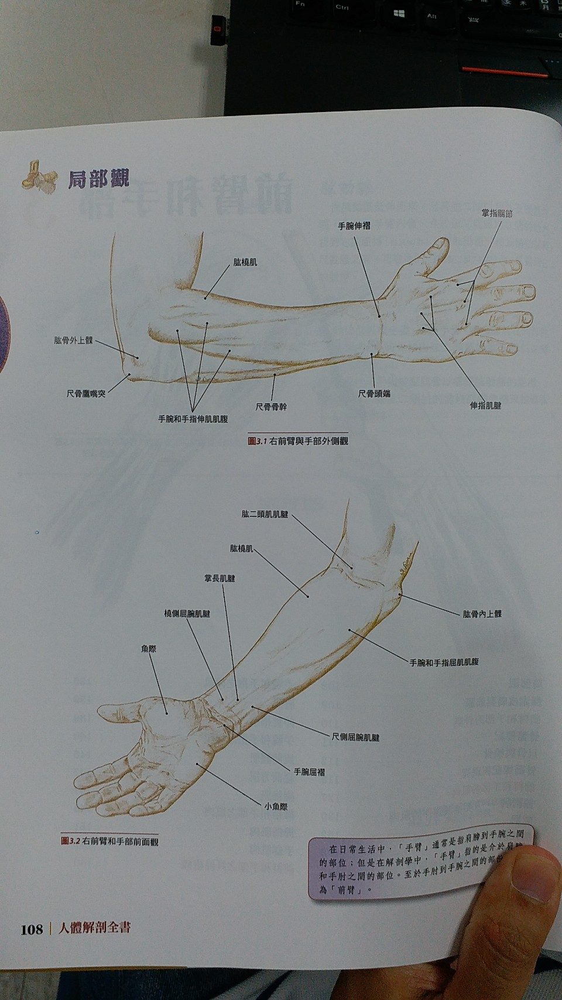 Fn
Ctrl
Alt
局部觀
掌指關節
手腕伸褶
肱橈肌
肱骨外上髁
尺骨鷹嘴突
手腕和手指伸肌肌腹
尺骨骨幹
尺骨頭端
伸指肌腱
圖3.1 右前臂與手部外側觀
肱二頭肌肌腱
肱橈肌
掌長肌腱
橈側屈腕肌腱
魚際
肱骨內上髁
手腕和手指屈肌肌腹
尺側屈腕肌腱
手腕屈褶
小魚際
圖3.2 右前臂和手部前面觀
在日常生活中，「手臂」通常是指肩膀到手腕之間
的部位；但是在解剖學中，「手臂」指的是介於肩
和手肘之間的部位。至於手肘到手腕之間的部份
為「前臂」。
108 | 人體解剖全書